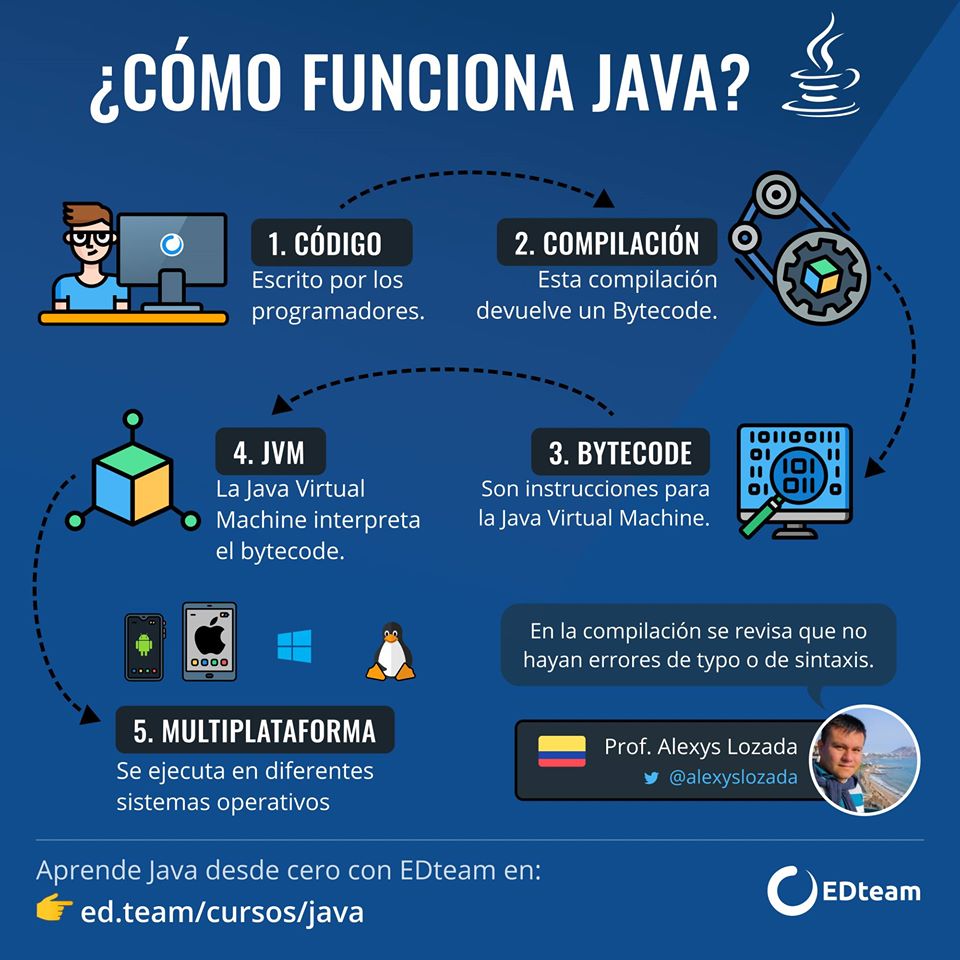 ¿CÓMO FUNCIONA JAVA?
1. CÓDIGO
Escrito por los
programadores.
2. COMPILACIÓN
Esta compilación
devuelve un Bytecode.
3. BYTECODE
Son instrucciones para
la Java Virtual Machine.
4. JVM
La Java Virtual
Machine interpreta
el bytecode.
5. MULTIPLATAFORMA
Se ejecuta en diferentes
sistemas operativos
En la compilación se revisa que no
hayan errores de typo o de sintaxis.
Prof. Alexys Lozada
@alexyslozada
Aprende Java desde cero con EDteam en:
ed.team/cursos/java
EDteam